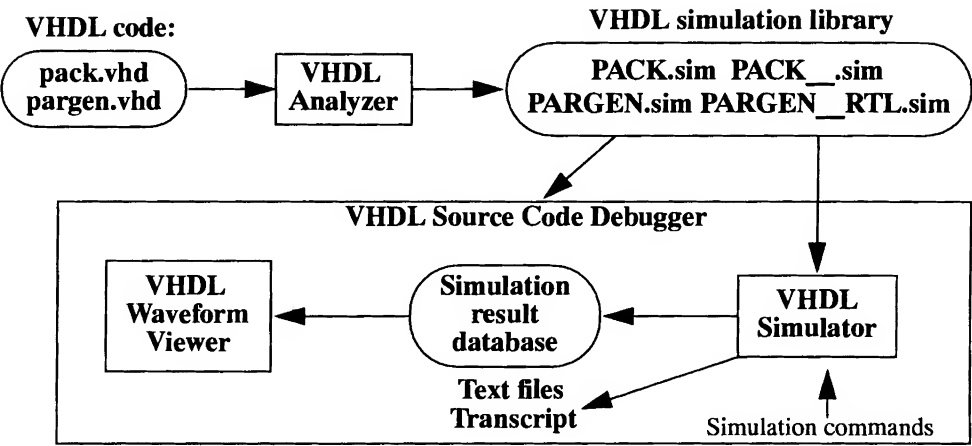 VHDL code:
pack.vhd
pargen.vhd
VHDL
Analyzer
VHDL simulation library
PACK.sim PACK__.sim
PARGEN.sim PARGEN__RTL.sim
VHDL Source Code Debugger
VHDL
Waveform
Viewer
Simulation
result
database
VHDL
Simulator
Text files
Transcript
Simulation commands